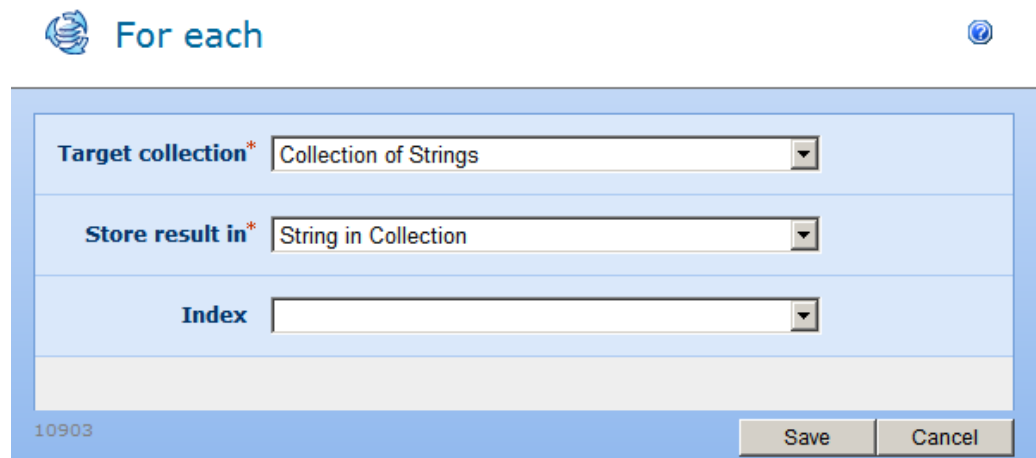 For each
Target collection* Collection of Strings
Store result in* String in Collection
Index
10903
Save Cancel